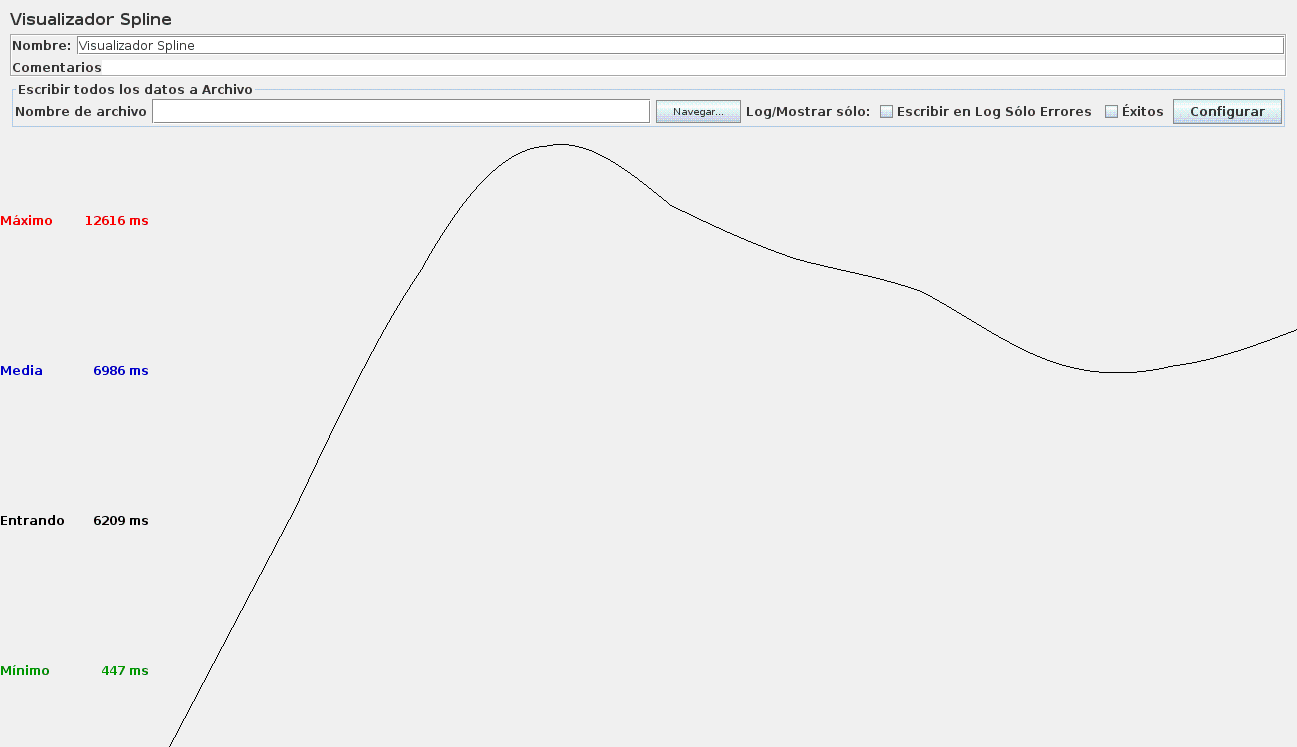 Visualizador Spline
Nombre: Visualizador Spline
Comentarios
Escribir todos los datos a Archivo
Nombre de archivo Navegar... Log/Mostrar sólo: Escribir en Log Sólo Errores Éxitos Configurar
Máximo 12616 ms
Media 6986 ms
Entrando 6209 ms
Mínimo 447 ms